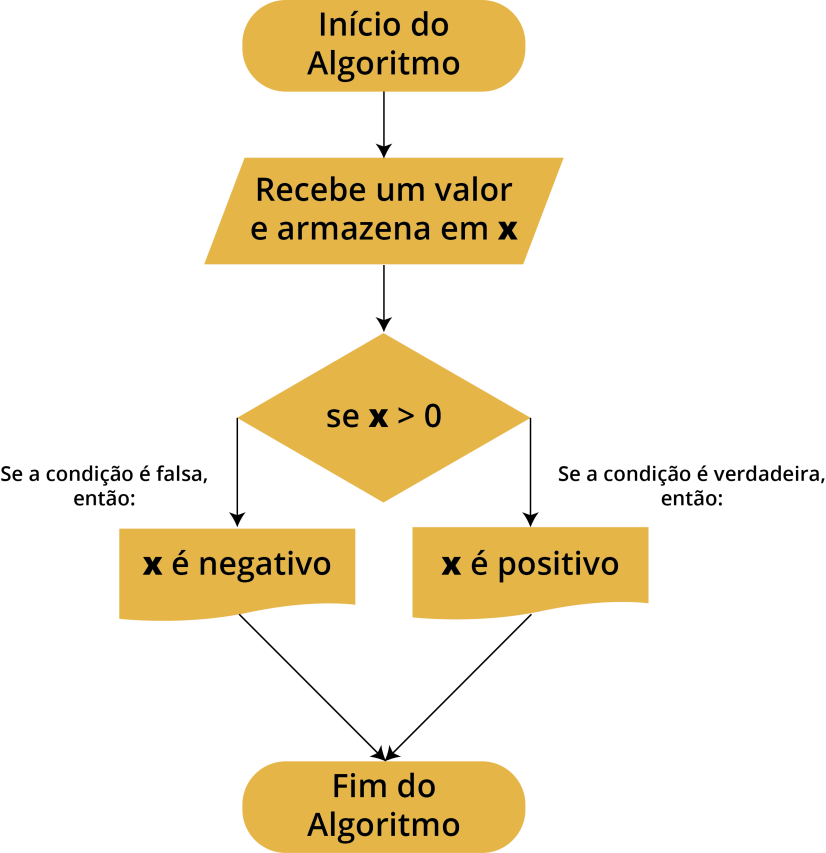 Início do
Algoritmo
Recebe um valor
e armazena em x
se x > 0
Se a condição é falsa,
então:
Se a condição é verdadeira,
então:
x é negativo
x é positivo
Fim do
Algoritmo